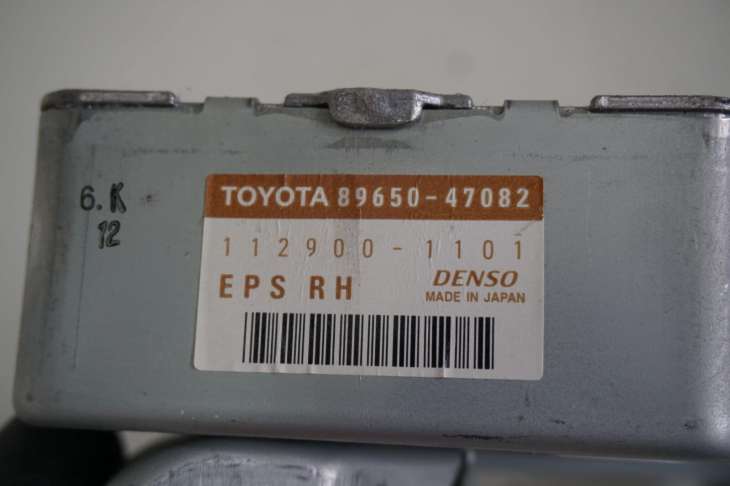 6.K
12
TOYOTA 89650-47082
112900-1101
EPS RH
DENSO
MADE IN JAPAN